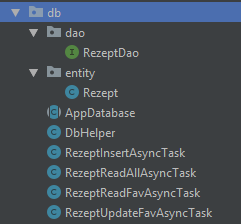 db
dao
RezeptDao
entity
Rezept
AppDatabase
DbHelper
RezeptInsertAsyncTask
RezeptReadAllAsyncTask
RezeptReadFavAsyncTask
RezeptUpdateFavAsyncTask